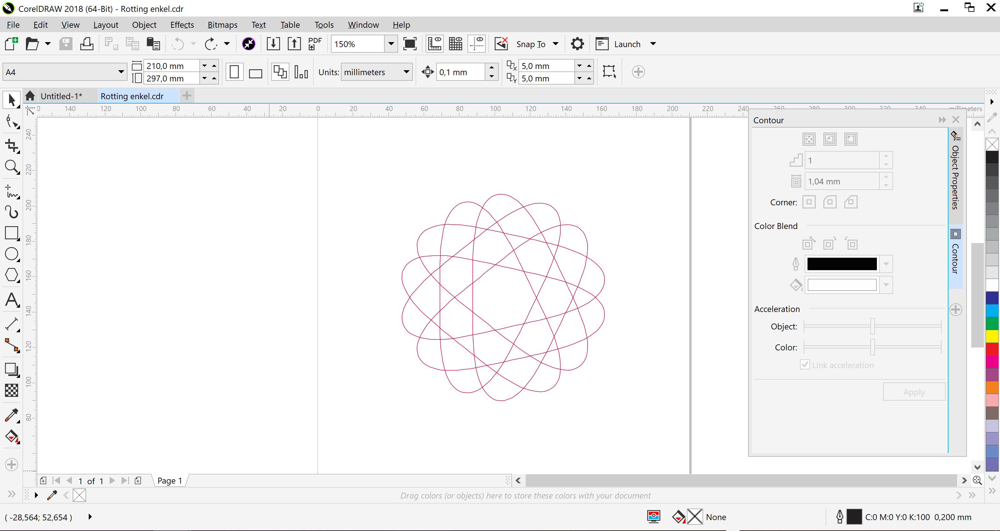 CorelDRAW 2018 (64-Bit) - Rotting enkel.cdr
File Edit View Layout Object Effects Bitmaps Text Table Tools Window Help
PDF 150% Snap To Launch
A4 210,0 mm 297,0 mm Units: millimeters 0,1 mm 5,0 mm 5,0 mm
Untitled-1* Rotting enkel.cdr
0 140 120 100 80 60 40 20 0 20 40 60 80 100 120 140 160 180 200 220 240 260 280 300 320 340 millimeters
240
220
200
180
160
140
120
100
80
Contour
1
1,04 mm
Corner:
Color Blend
Acceleration
Object:
Color:
Link acceleration
Apply
Object Properties
Contour
1 of 1 Page 1
Drag colors (or objects) here to store these colors with your document
( -28,564; 52,654 ) None C:0 M:0 Y:0 K:100 0,200 mm